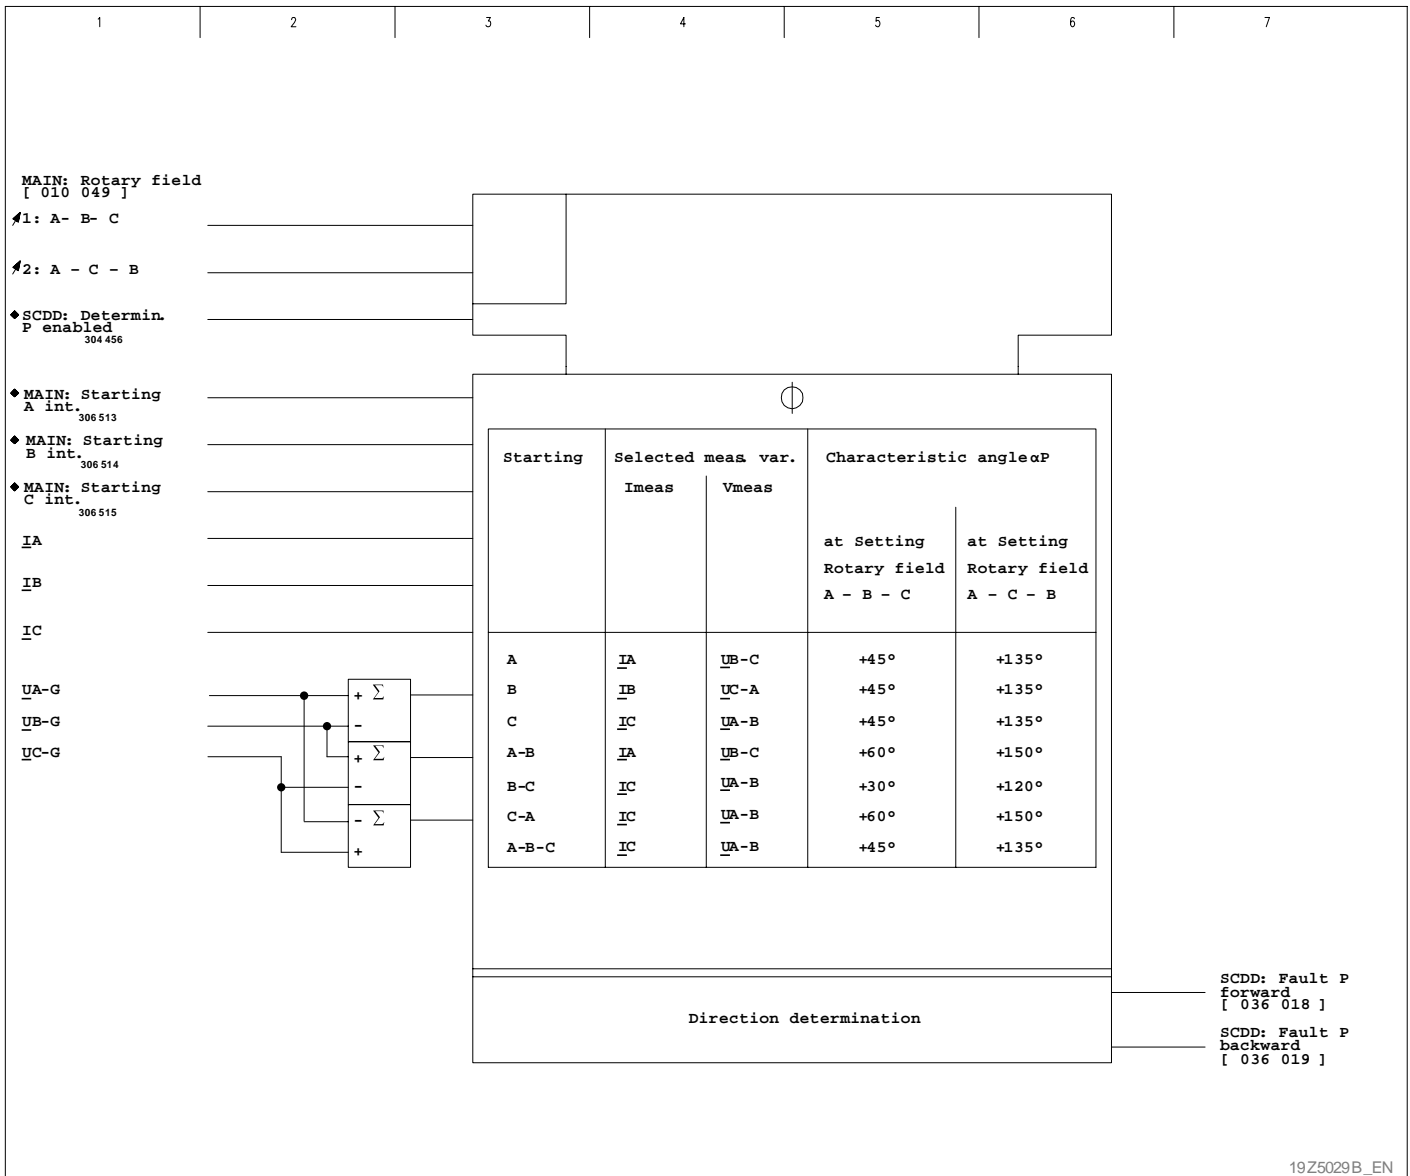 1 2 3 4 5 6 7
MAIN: Rotary field
[ 010 049 ]
1: A- B- C
2: A - C - B
SCDD: Determin.
P enabled
304 456
MAIN: Starting
A int.
306 513
MAIN: Starting
B int.
306 514
MAIN: Starting
C int.
306 515
IA
IB
IC
UA-G
UB-G
UC-G
+ Σ
-
+ Σ
-
- Σ
+
Starting Selected meas. var. Characteristic angle αP
Imeas Vmeas
at Setting at Setting
Rotary field Rotary field
A - B - C A - C - B
A IA UB-C +45° +135°
B IB UC-A +45° +135°
C IC UA-B +45° +135°
A-B IA UB-C +60° +150°
B-C IC UA-B +30° +120°
C-A IC UA-B +60° +150°
A-B-C IC UA-B +45° +135°
Direction determination
SCDD: Fault P
forward
[ 036 018 ]
SCDD: Fault P
backward
[ 036 019 ]
19Z5029B_EN